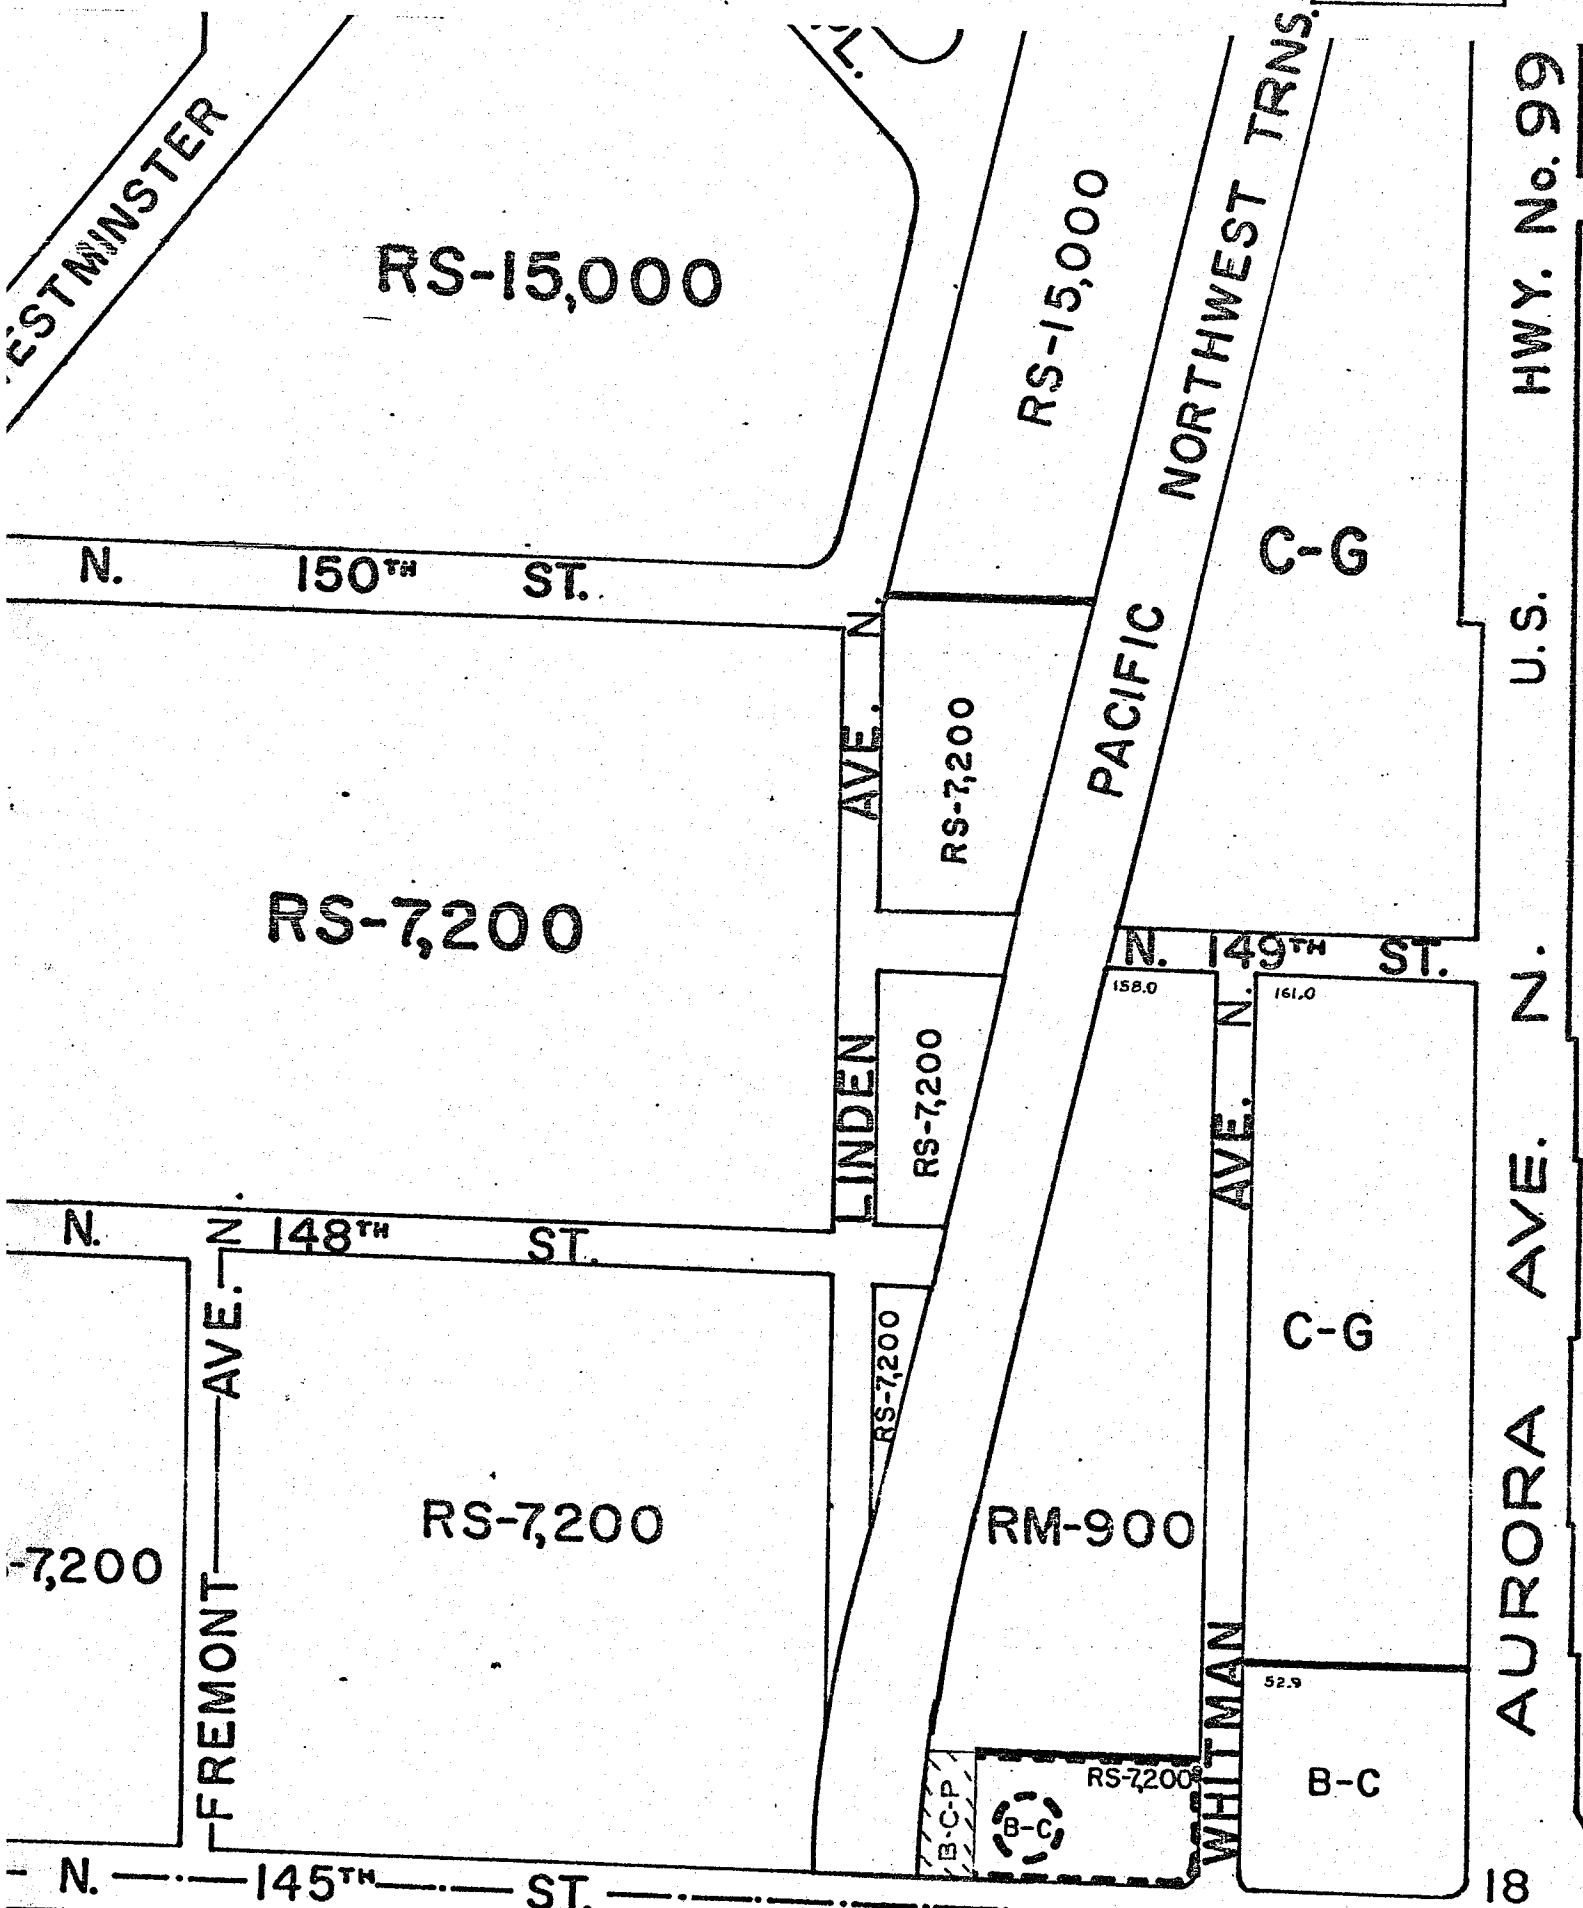 L.
ESTMINSTER
RS-15,000
RS-15,000
PACIFIC NORTHWEST TRNS.
U.S. HWY. No. 99
C-G
N. 150TH ST.
RS-7,200
LINDEN AVE. N.
RS-7,200
N. 149TH ST.
158.0
161.0
RS-7,200
N. 148TH ST.
FREMONT AVE. N.
WHITMAN AVE. N.
AURORA AVE. N.
C-G
RS-7,200
RS-7,200
-7,200
RM-900
52.9
B-C
RS-7,200
B-C
B-C-P
N. 145TH ST.
18